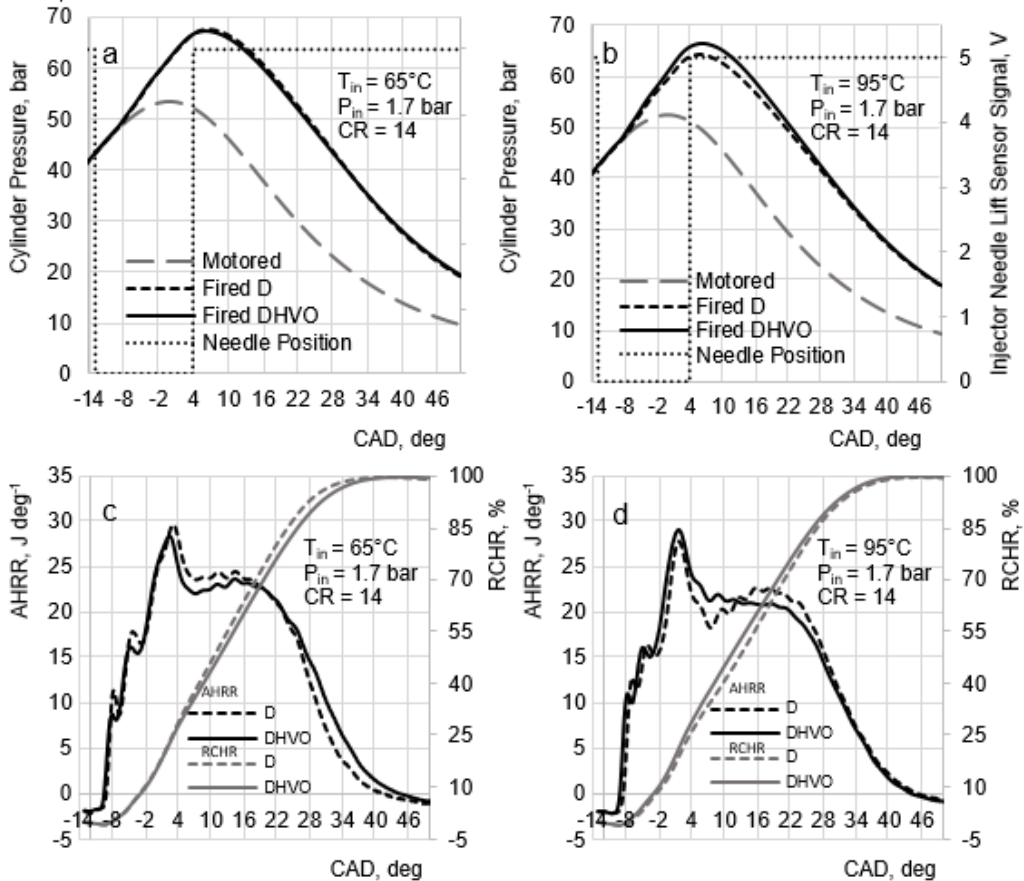 a
Cylinder Pressure, bar
70
60
50
40
30
20
10
0
T_in = 65°C
P_in = 1.7 bar
CR = 14
Motored
Fired D
Fired DHVO
Needle Position
-14 -8 -2 4 10 16 22 28 34 40 46
CAD, deg
b
Cylinder Pressure, bar
70
60
50
40
30
20
10
0
T_in = 95°C
P_in = 1.7 bar
CR = 14
Motored
Fired D
Fired DHVO
Needle Position
5
4
3
2
1
0
Injector Needle Lift Sensor Signal, V
-14 -8 -2 4 10 16 22 28 34 40 46
CAD, deg
c
AHRR, J deg⁻¹
35
30
25
20
15
10
5
0
-5
T_in = 65°C
P_in = 1.7 bar
CR = 14
AHRR
D
DHVO
RCHR
D
DHVO
100
85
70
55
40
25
10
-5
RCHR, %
-14 -8 -2 4 10 16 22 28 34 40 46
CAD, deg
d
AHRR, J deg⁻¹
35
30
25
20
15
10
5
0
-5
T_in = 95°C
P_in = 1.7 bar
CR = 14
AHRR
D
DHVO
RCHR
D
DHVO
100
85
70
55
40
25
10
-5
RCHR, %
-14 -8 -2 4 10 16 22 28 34 40 46
CAD, deg